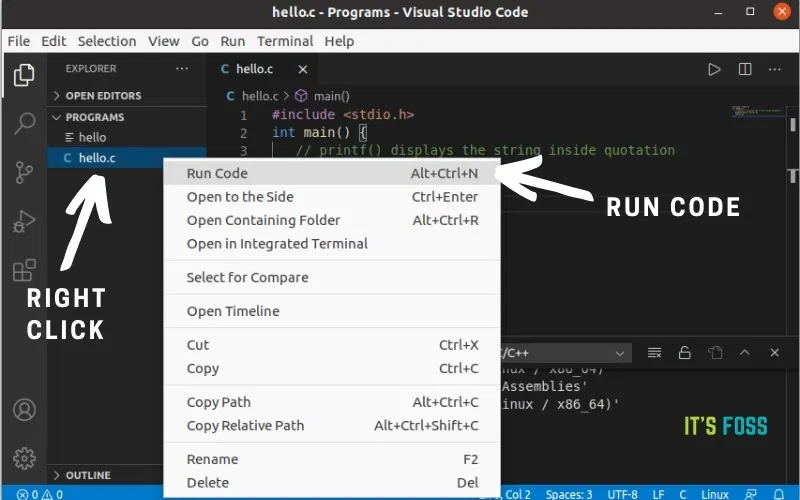 hello.c - Programs - Visual Studio Code
File Edit Selection View Go Run Terminal Help
EXPLORER
OPEN EDITORS
PROGRAMS
hello
C hello.c
OUTLINE
C hello.c
C hello.c > main()
1 #include <stdio.h>
2 int main() {
3 // printf() displays the string inside quotation
Run Code Alt+Ctrl+N
Open to the Side Ctrl+Enter
Open Containing Folder Alt+Ctrl+R
Open in Integrated Terminal
Select for Compare
Open Timeline
Cut Ctrl+X
Copy Ctrl+C
Copy Path Alt+Ctrl+C
Copy Relative Path Alt+Ctrl+Shift+C
Rename F2
Delete Del
RIGHT
CLICK
RUN CODE
/C++
/ x86_64)
Assemblies'
inux / x86_64)'
IT'S FOSS
0 0
Col 2 Spaces: 3 UTF-8 LF C Linux